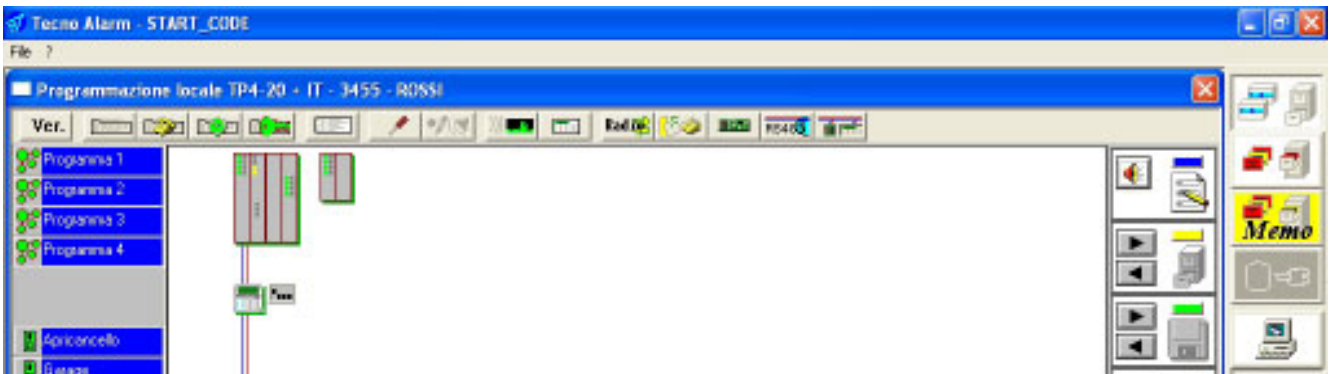 Tecno Alarm - START_CODE
File ?
Programmazione locale TP4-20 + IT - 3455 - ROSSI
Ver.
Radio
RS485
Programma 1
Programma 2
Programma 3
Programma 4
Memo
Apricancello
Garage